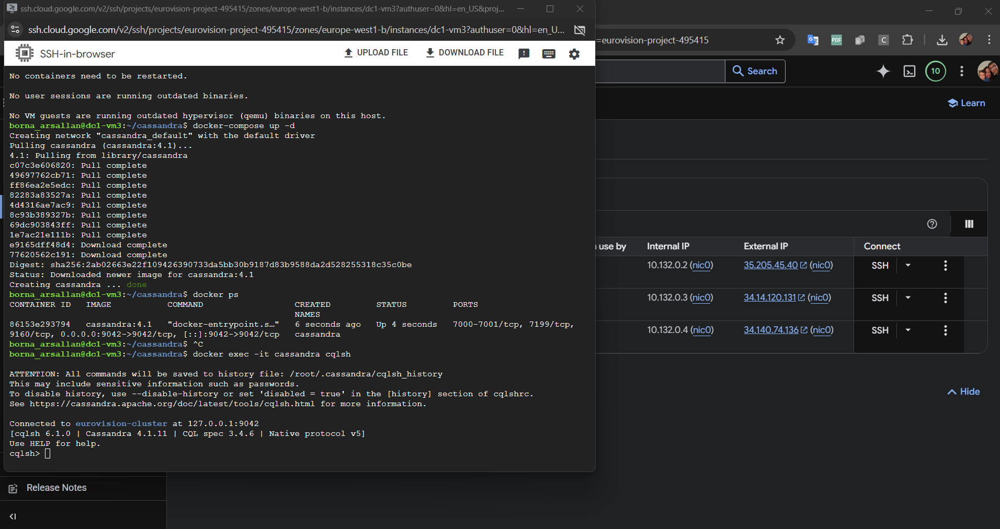 ssh.cloud.google.com/v2/ssh/projects/eurovision-project-495415/zones/europe-west1-b/instances/dc1-vm3?authuser=0&hl=en_US&proj...
ssh.cloud.google.com/v2/ssh/projects/eurovision-project-495415/zones/europe-west1-b/instances/dc1-vm3?authuser=0&hl=en_U...
SSH-in-browser
UPLOAD FILE
DOWNLOAD FILE
No containers need to be restarted.
No user sessions are running outdated binaries.
No VM guests are running outdated hypervisor (qemu) binaries on this host.
borna_arsallan@dc1-vm3:~/cassandra$ docker-compose up -d
Creating network "cassandra_default" with the default driver
Pulling cassandra (cassandra:4.1)...
4.1: Pulling from library/cassandra
c07c3e606820: Pull complete
49697762cb71: Pull complete
ff86ea2e5edc: Pull complete
82283a83527a: Pull complete
4d4316ae7ac9: Pull complete
8c93b389327b: Pull complete
69dc903843ff: Pull complete
1e7ac21e111b: Pull complete
e9165dff48d4: Download complete
77620562c191: Download complete
Digest: sha256:2ab02663e22f109426390733da5bb30b9187d83b9588da2d528255318c35c0be
Status: Downloaded newer image for cassandra:4.1
Creating cassandra ... done
borna_arsallan@dc1-vm3:~/cassandra$ docker ps
CONTAINER ID IMAGE COMMAND CREATED STATUS PORTS
NAMES
86153e293794 cassandra:4.1 "docker-entrypoint.s…" 6 seconds ago Up 4 seconds 7000-7001/tcp, 7199/tcp,
9160/tcp, 0.0.0.0:9042->9042/tcp, [::]:9042->9042/tcp cassandra
borna_arsallan@dc1-vm3:~/cassandra$ ^C
borna_arsallan@dc1-vm3:~/cassandra$ docker exec -it cassandra cqlsh
ATTENTION: All commands will be saved to history file: /root/.cassandra/cqlsh_history
This may include sensitive information such as passwords.
To disable history, use --disable-history or set 'disabled = true' in the [history] section of cqlshrc.
See https://cassandra.apache.org/doc/latest/tools/cqlsh.html for more information.
Connected to eurovision-cluster at 127.0.0.1:9042
[cqlsh 6.1.0 | Cassandra 4.1.11 | CQL spec 3.4.6 | Native protocol v5]
Use HELP for help.
cqlsh>
=eurovision-project-495415
PDF
C
Search
10
Learn
use by Internal IP External IP Connect
10.132.0.2 (nic0) 35.205.45.40 (nic0) SSH
10.132.0.3 (nic0) 34.14.120.131 (nic0) SSH
10.132.0.4 (nic0) 34.140.74.136 (nic0) SSH
Hide
Release Notes